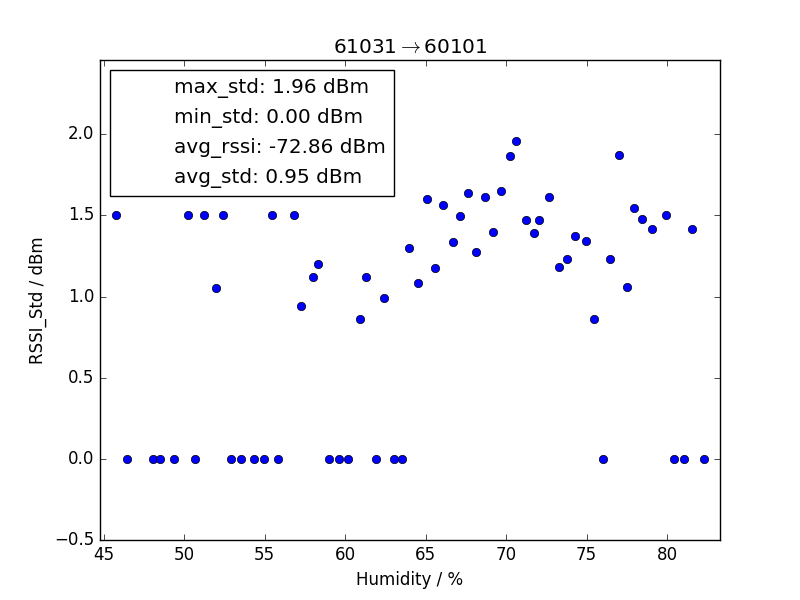 61031→60101
max_std: 1.96 dBm
min_std: 0.00 dBm
avg_rssi: -72.86 dBm
avg_std: 0.95 dBm
RSSI_Std / dBm
2.0
1.5
1.0
0.5
0.0
−0.5
45 50 55 60 65 70 75 80
Humidity / %